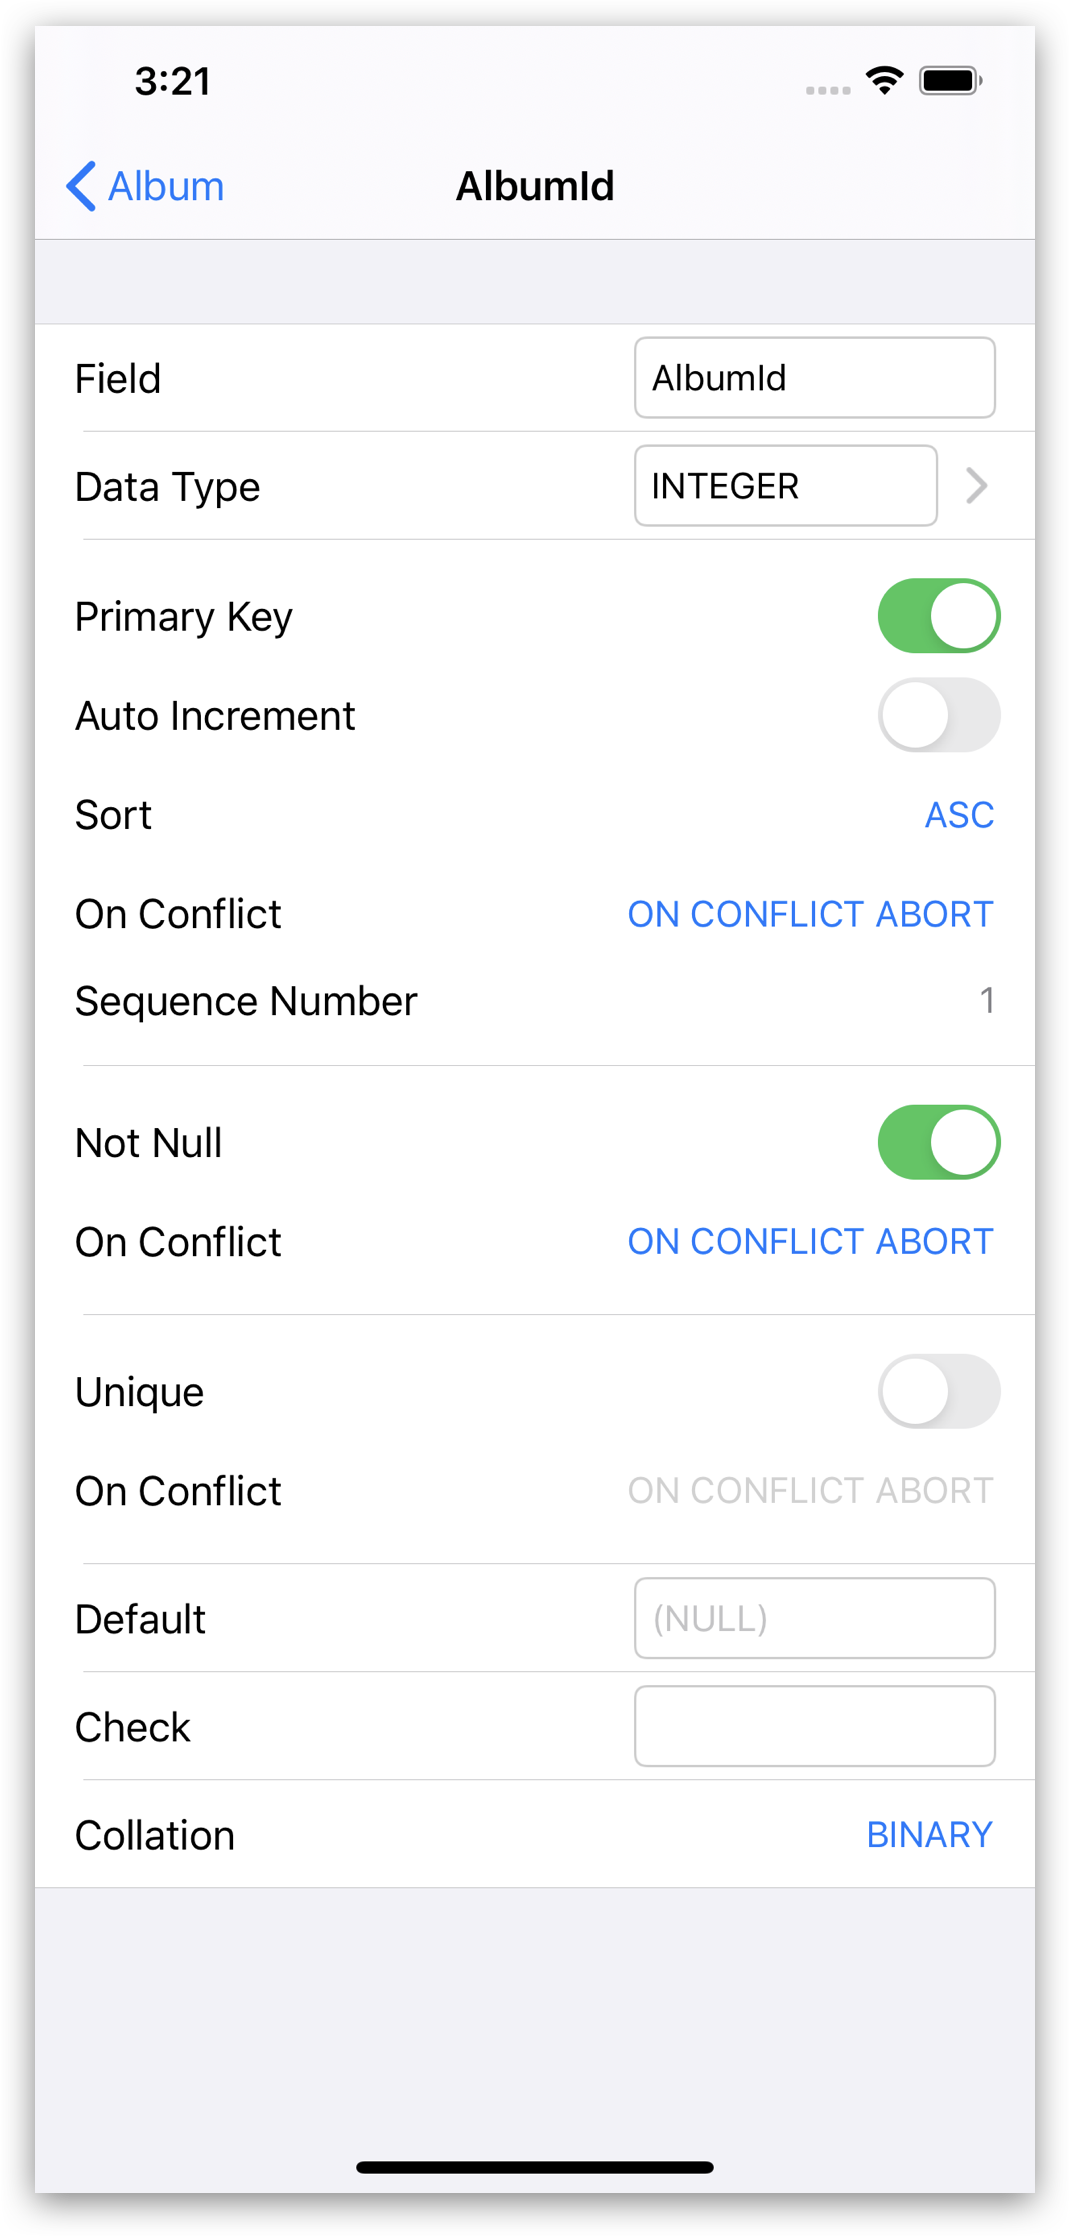 3:21
Album
AlbumId
Field AlbumId
Data Type INTEGER
Primary Key
Auto Increment
Sort ASC
On Conflict ON CONFLICT ABORT
Sequence Number 1
Not Null
On Conflict ON CONFLICT ABORT
Unique
On Conflict ON CONFLICT ABORT
Default (NULL)
Check
Collation BINARY